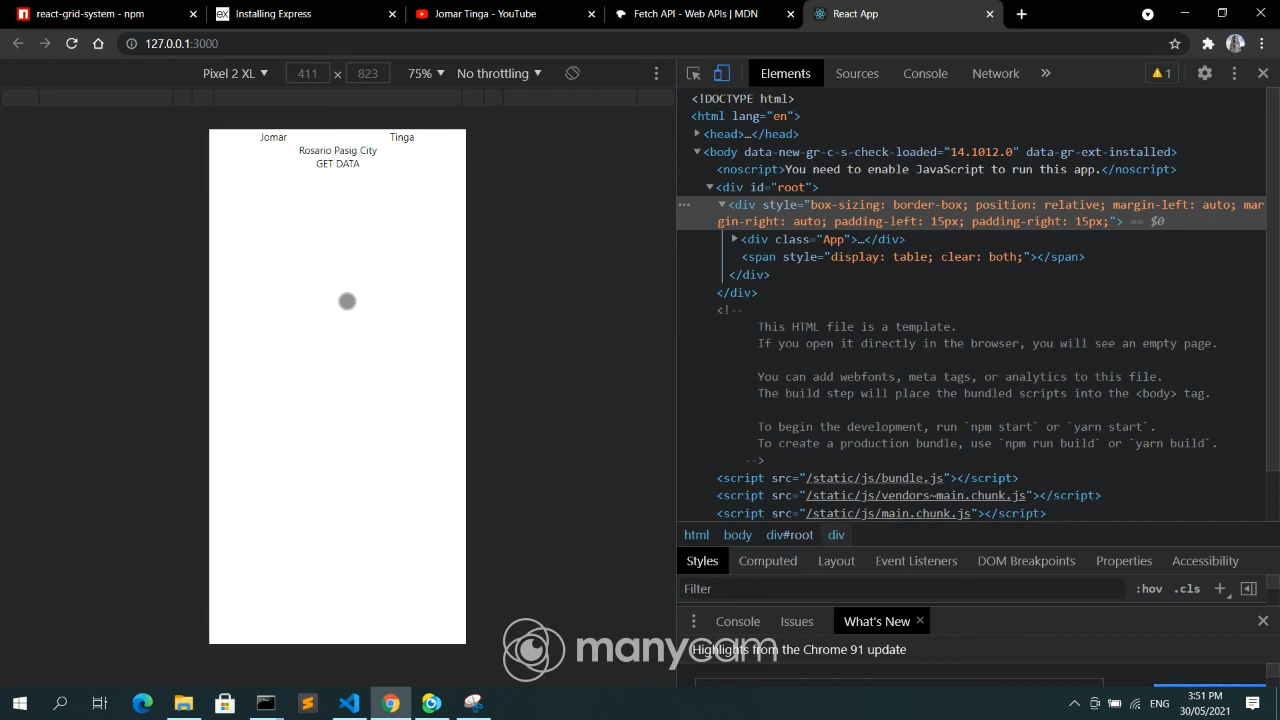 react-grid-system - npm
Installing Express
Jomar Tinga - YouTube
Fetch API - Web APIs | MDN
React App
127.0.0.1:3000
Pixel 2 XL
411
x
823
75%
No throttling
Elements
Sources
Console
Network
1
Jomar
Tinga
Rosario Pasig City
GET DATA
<!DOCTYPE html>
<html lang="en">
<head>…</head>
<body data-new-gr-c-s-check-loaded="14.1012.0" data-gr-ext-installed>
<noscript>You need to enable JavaScript to run this app.</noscript>
<div id="root">
<div style="box-sizing: border-box; position: relative; margin-left: auto; mar
gin-right: auto; padding-left: 15px; padding-right: 15px;"> == $0
<div class="App">…</div>
<span style="display: table; clear: both;"></span>
</div>
</div>
<!--
This HTML file is a template.
If you open it directly in the browser, you will see an empty page.
You can add webfonts, meta tags, or analytics to this file.
The build step will place the bundled scripts into the <body> tag.
To begin the development, run `npm start` or `yarn start`.
To create a production bundle, use `npm run build` or `yarn build`.
-->
<script src="/static/js/bundle.js"></script>
<script src="/static/js/vendors~main.chunk.js"></script>
<script src="/static/js/main.chunk.js"></script>
html
body
div#root
div
Styles
Computed
Layout
Event Listeners
DOM Breakpoints
Properties
Accessibility
Filter
:hov
.cls
Console
Issues
What's New
Highlights from the Chrome 91 update
manycam
ENG
3:51 PM
30/05/2021